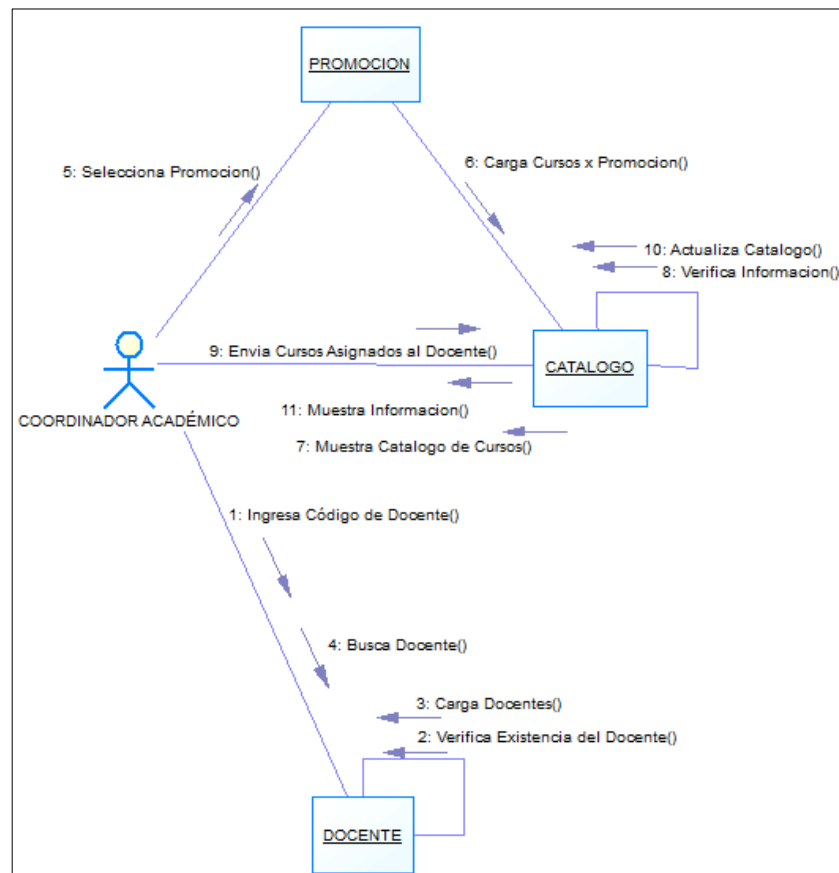 PROMOCION
5: Selecciona Promocion()
6: Carga Cursos x Promocion()
10: Actualiza Catalogo()
8: Verifica Informacion()
9: Envia Cursos Asignados al Docente()
CATALOGO
COORDINADOR ACADÉMICO
11: Muestra Informacion()
7: Muestra Catalogo de Cursos()
1: Ingresa Código de Docente()
4: Busca Docente()
3: Carga Docentes()
2: Verifica Existencia del Docente()
DOCENTE